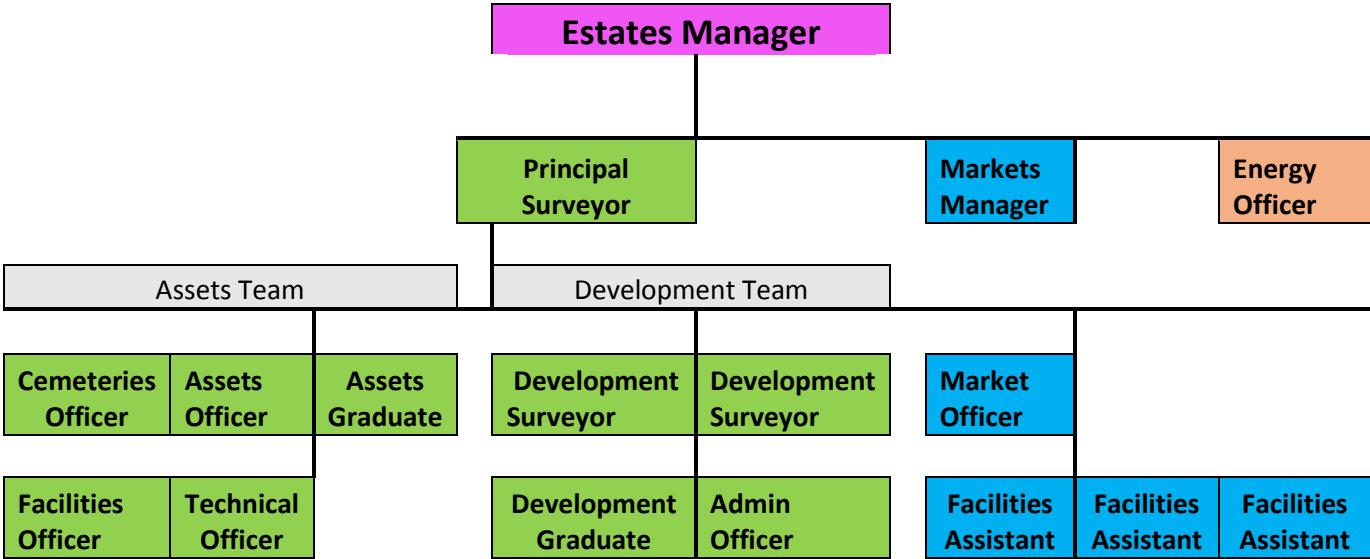 Estates Manager
Principal
Surveyor
Markets
Manager
Energy
Officer
Assets Team
Development Team
Cemeteries
Officer
Assets
Officer
Assets
Graduate
Development
Surveyor
Development
Surveyor
Market
Officer
Facilities
Officer
Technical
Officer
Development
Graduate
Admin
Officer
Facilities
Assistant
Facilities
Assistant
Facilities
Assistant